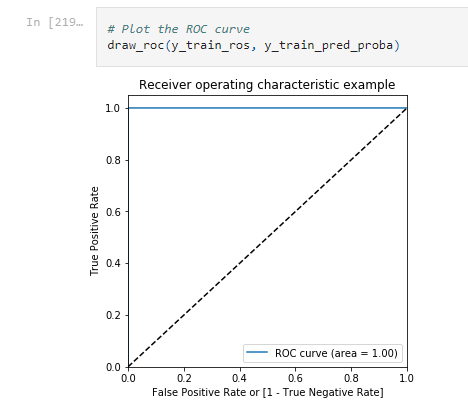 In [219…
# Plot the ROC curve
draw_roc(y_train_ros, y_train_pred_proba)
Receiver operating characteristic example
1.0
0.8
0.6
0.4
0.2
0.0
True Positive Rate
ROC curve (area = 1.00)
0.0 0.2 0.4 0.6 0.8 1.0
False Positive Rate or [1 - True Negative Rate]